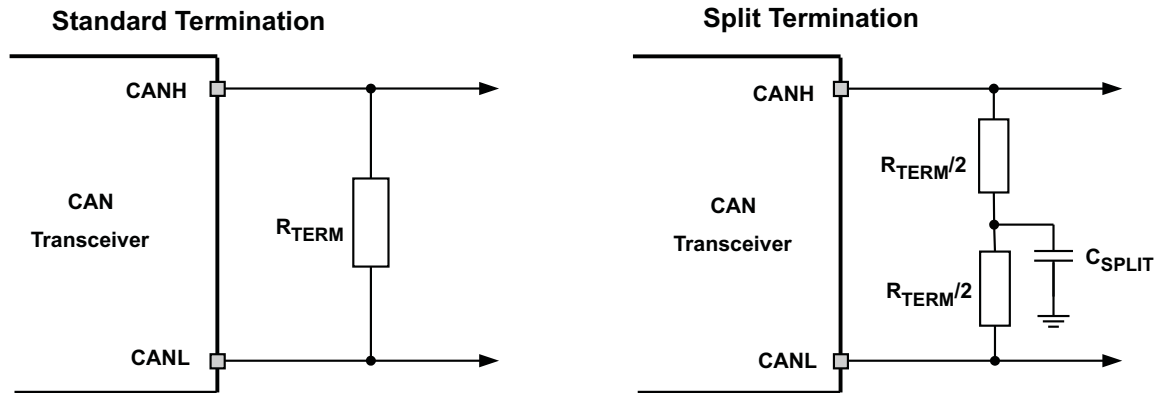 Standard Termination
CANH
CAN
Transceiver
RTERM
CANL
Split Termination
CANH
CAN
Transceiver
RTERM/2
CSPLIT
RTERM/2
CANL